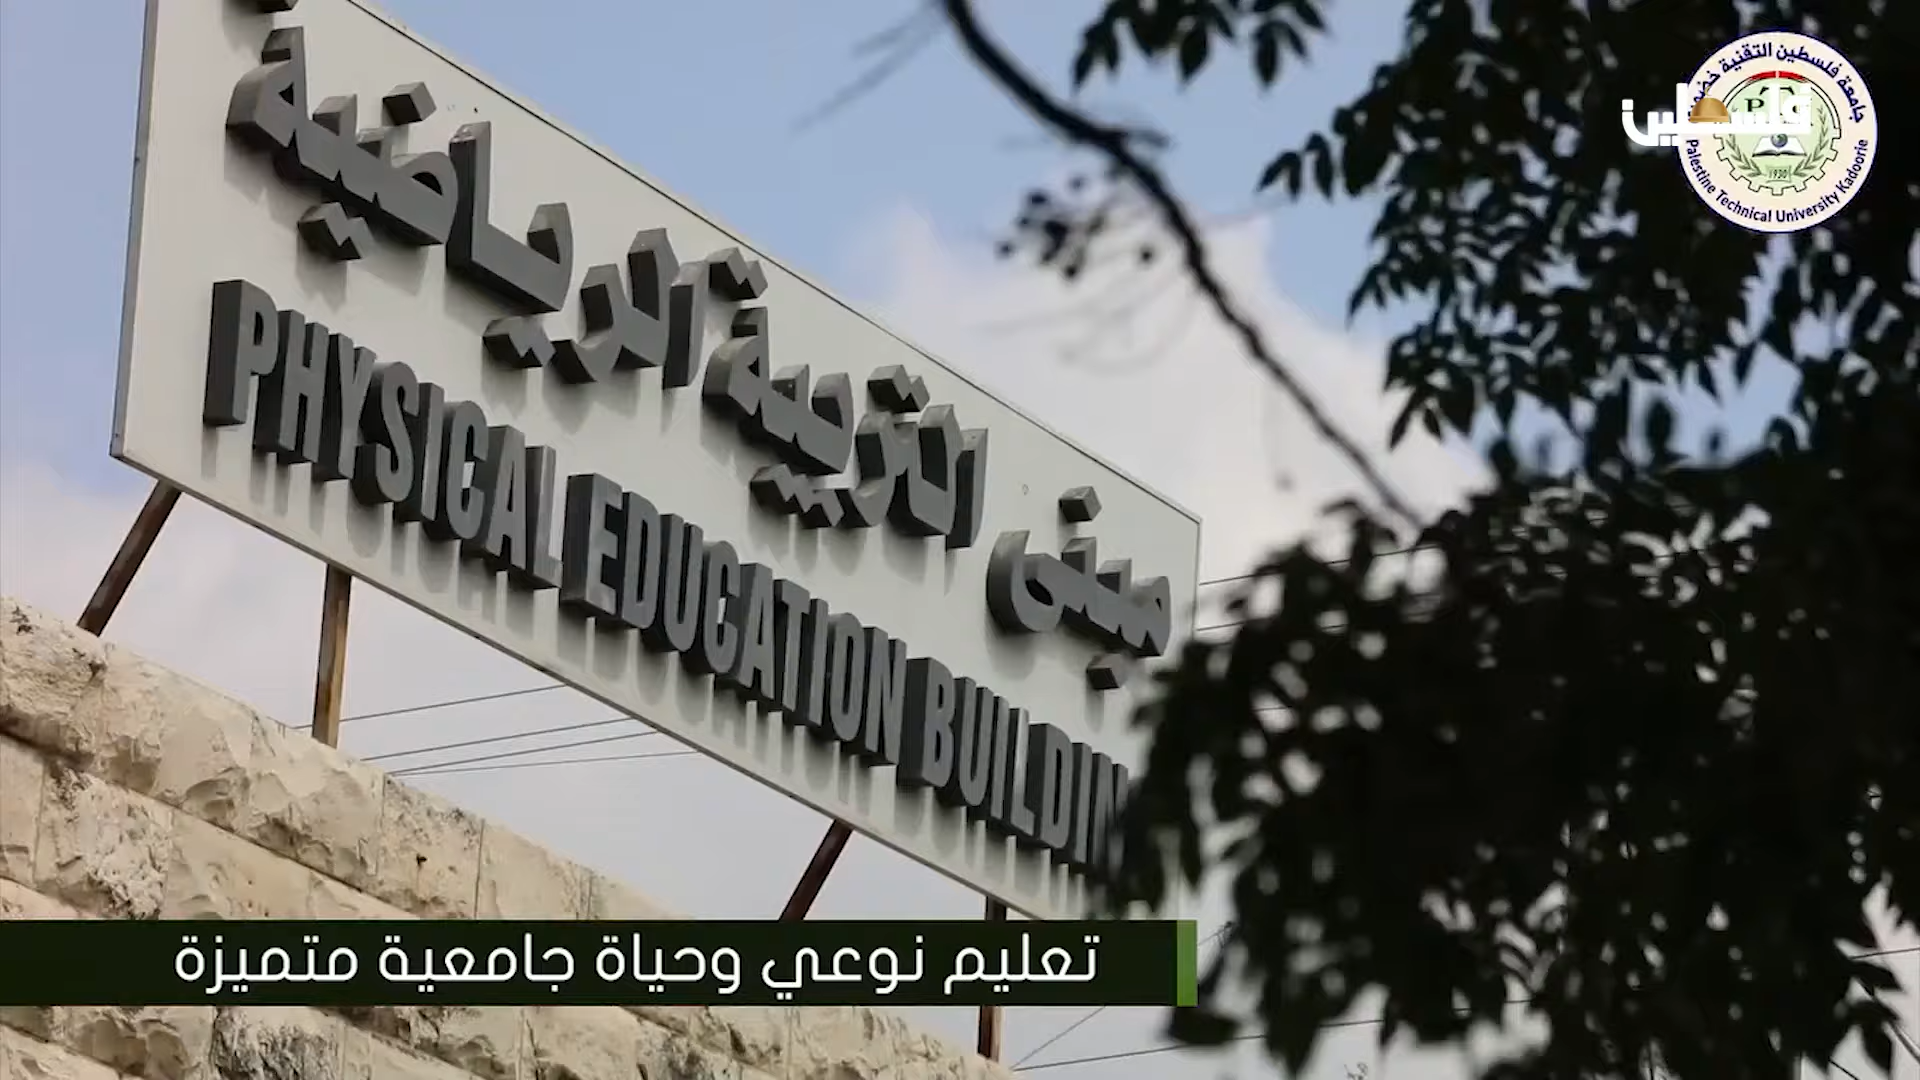 مبنى التربية الرياضية
PHYSICAL EDUCATION BUILDIN
جامعة فلسطين التقنية
فلسطين
Palestine Technical University Kadoorie
1930
تعليم نوعي وحياة جامعية متميزة